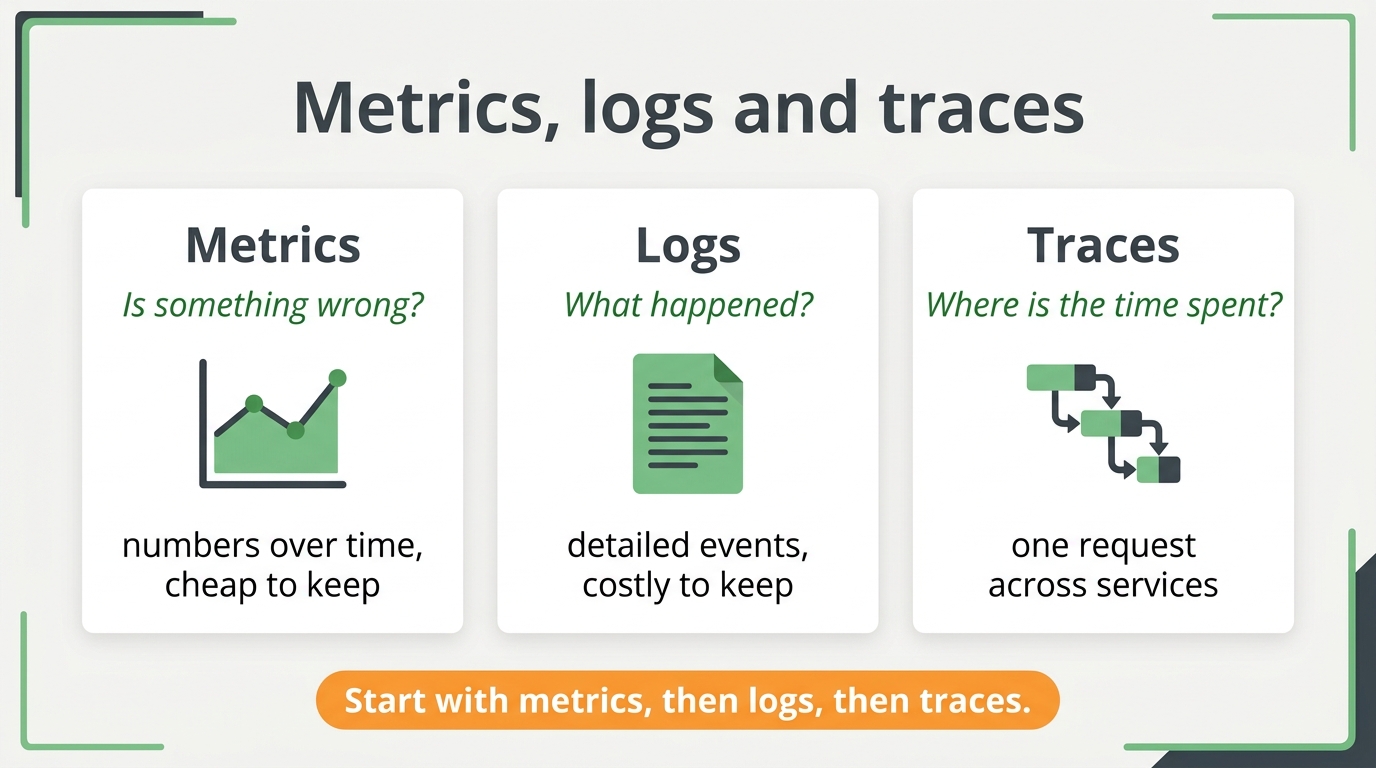 Metrics, logs and traces
Metrics
Is something wrong?
numbers over time,
cheap to keep
Logs
What happened?
detailed events,
costly to keep
Traces
Where is the time spent?
one request
across services
Start with metrics, then logs, then traces.